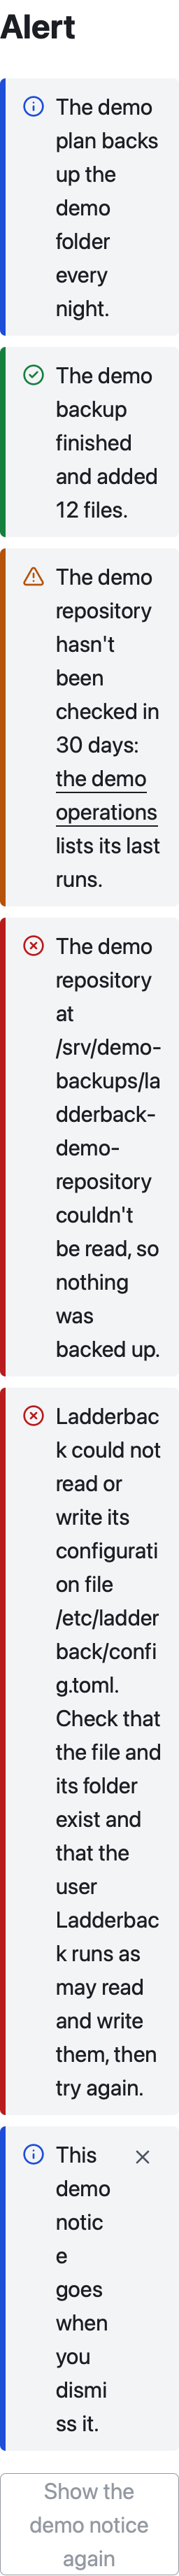 Alert
The demo
plan backs
up the
demo
folder
every
night.
The demo
backup
finished
and added
12 files.
The demo
repository
hasn't
been
checked in
30 days:
the demo
operations
lists its last
runs.
The demo
repository
at
/srv/demo-
backups/la
dderback-
demo-
repository
couldn't
be read, so
nothing
was
backed up.
Ladderbac
k could not
read or
write its
configurati
on file
/etc/ladder
back/confi
g.toml.
Check that
the file and
its folder
exist and
that the
user
Ladderbac
k runs as
may read
and write
them, then
try again.
This
demo
notic
e
goes
when
you
dismi
ss it.
Show the
demo notice
again